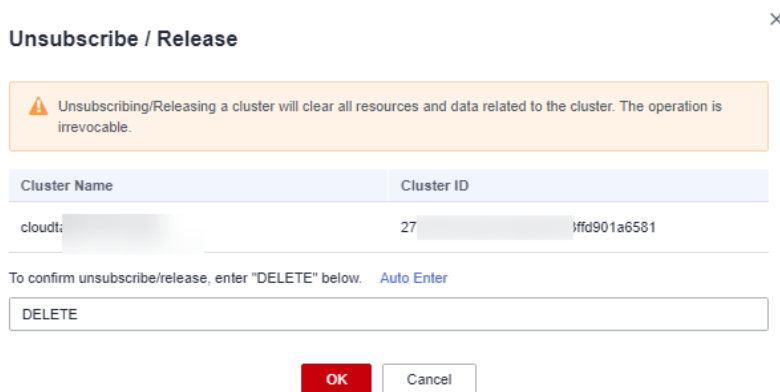 Unsubscribe / Release
Unsubscribing/Releasing a cluster will clear all resources and data related to the cluster. The operation is
irrevocable.
Cluster Name Cluster ID
cloudt 27 ffd901a6581
To confirm unsubscribe/release, enter "DELETE" below. Auto Enter
DELETE
OK Cancel